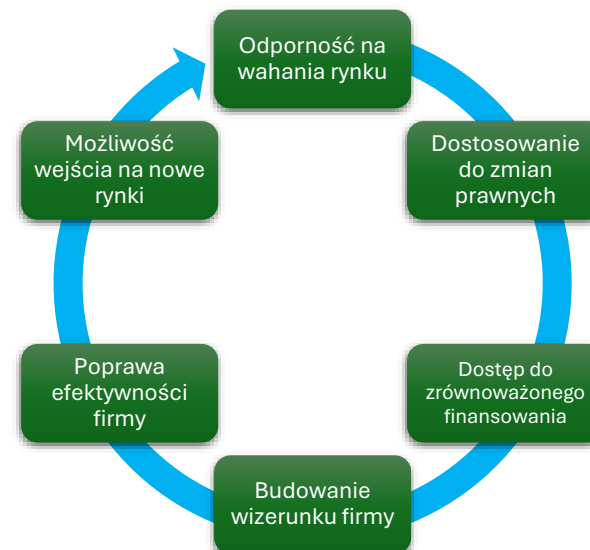 Odporność na
wahania rynku
Dostosowanie
do zmian
prawnych
Dostęp do
zrównoważonego
finansowania
Budowanie
wizerunku firmy
Poprawa
efektywności
firmy
Możliwość
wejścia na nowe
rynki